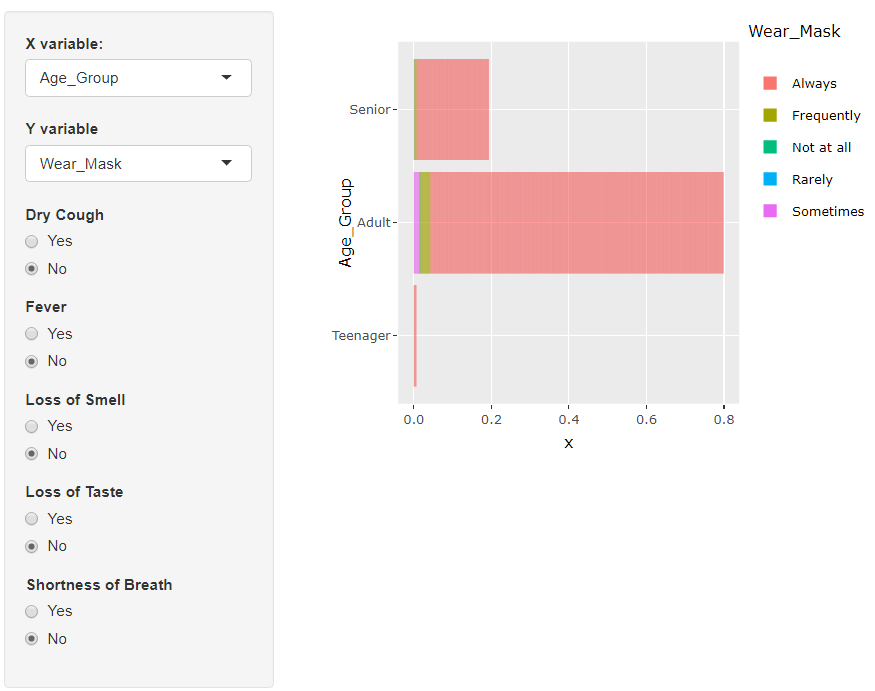 X variable:
Age_Group
Y variable
Wear_Mask
Dry Cough
Yes
No
Fever
Yes
No
Loss of Smell
Yes
No
Loss of Taste
Yes
No
Shortness of Breath
Yes
No
Age_Group
Senior
Adult
Teenager
0.0 0.2 0.4 0.6 0.8
x
Wear_Mask
Always
Frequently
Not at all
Rarely
Sometimes